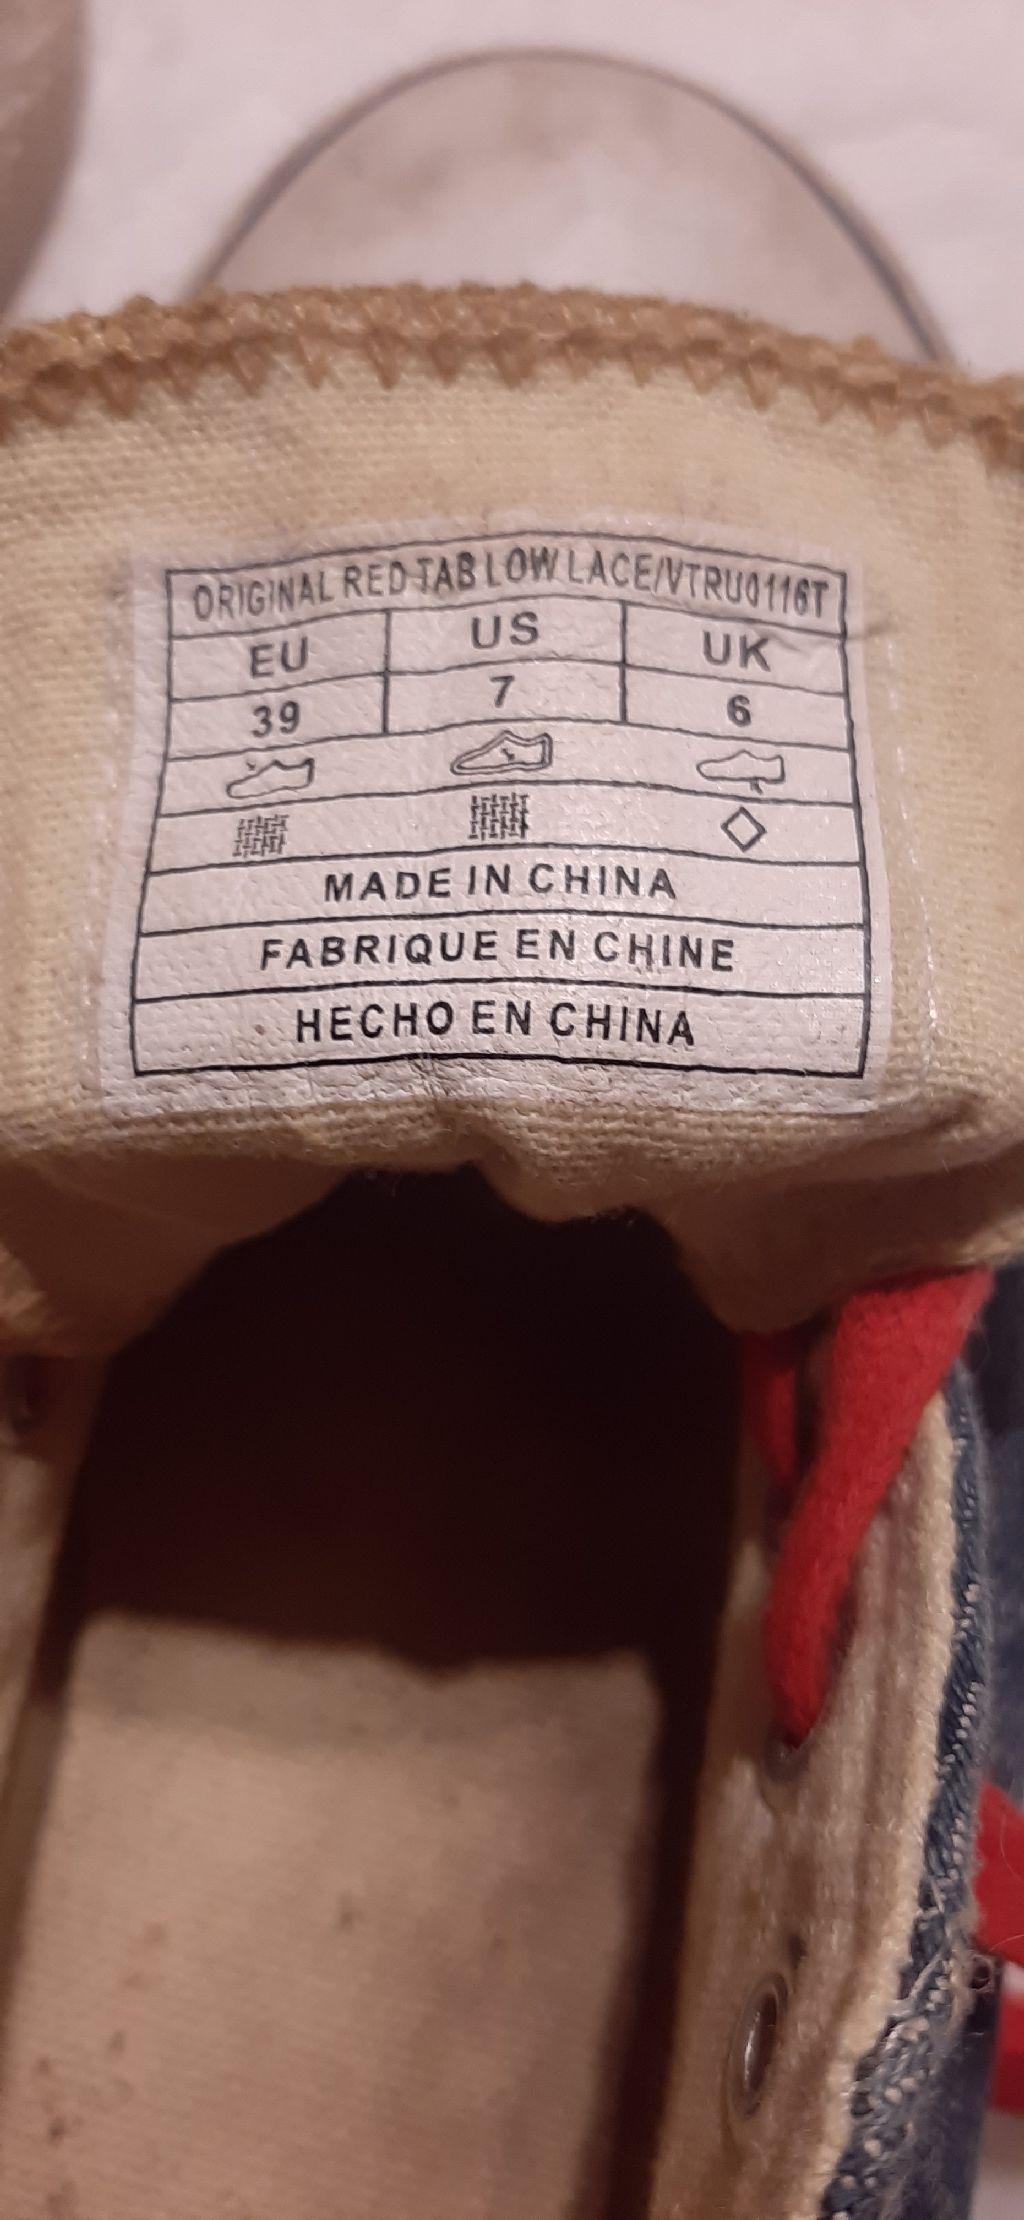 ORIGINAL RED TAB LOW LACE/VTRU0116T
EU US UK
39 7 6
MADE IN CHINA
FABRIQUE EN CHINE
HECHO EN CHINA